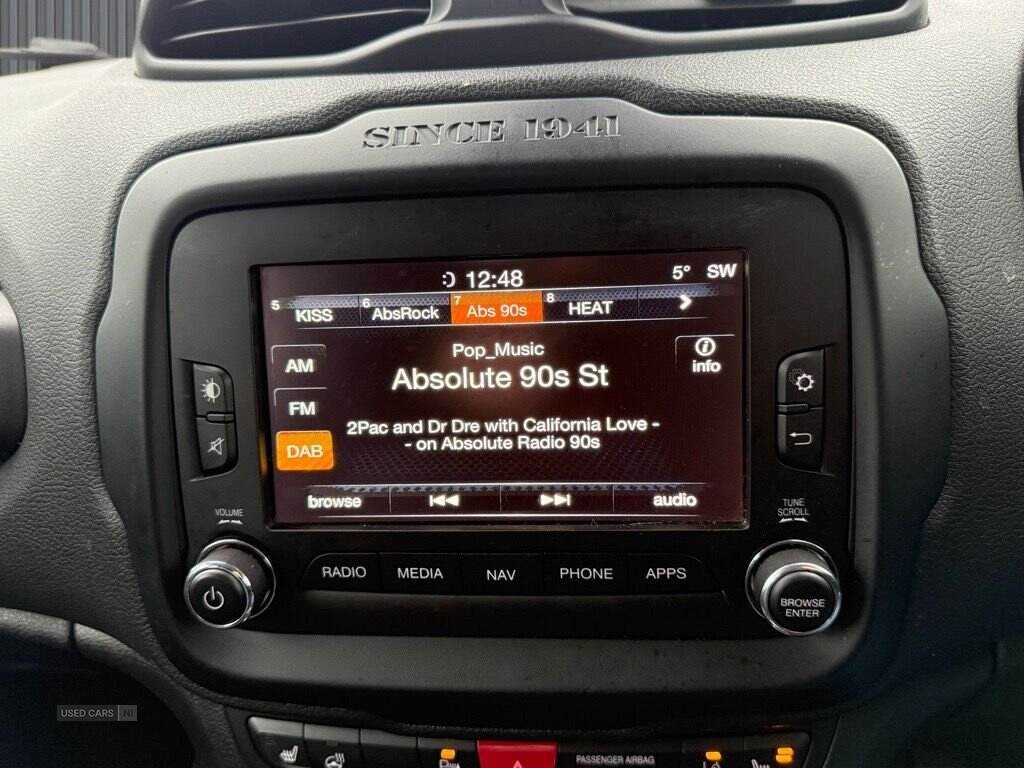 SINCE 1941
12:48 5° SW
5 KISS 6 AbsRock 7 Abs 90s 8 HEAT
Pop_Music
info
AM
Absolute 90s St
FM
2Pac and Dr Dre with California Love -
- on Absolute Radio 90s
DAB
browse audio
VOLUME
TUNE
SCROLL
RADIO MEDIA NAV PHONE APPS
BROWSE
ENTER
USED CARS NI
PASSENGER AIRBAG